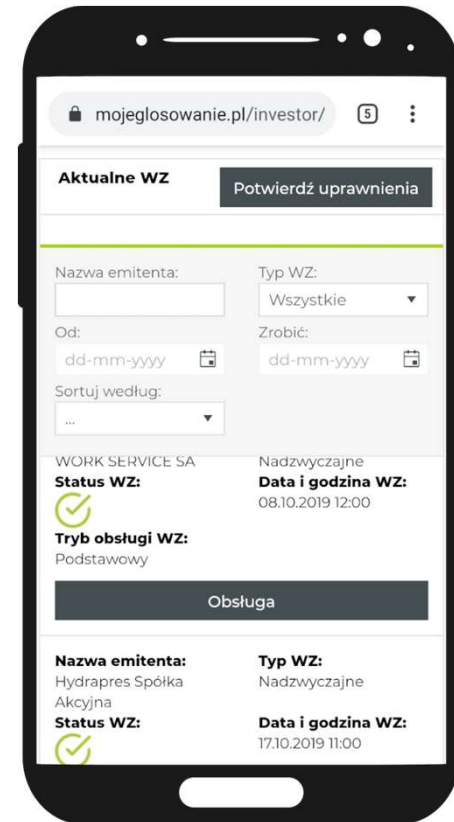 mojeglosowanie.pl/investor/ 5
Aktualne WZ
Potwierdź uprawnienia
Nazwa emitenta: Typ WZ:
Wszystkie
Od: Zrobić:
dd-mm-yyyy dd-mm-yyyy
Sortuj według:
...
WORK SERVICE SA Nadzwyczajne
Status WZ: Data i godzina WZ:
08.10.2019 12:00
Tryb obsługi WZ:
Podstawowy
Obsługa
Nazwa emitenta: Typ WZ:
Hydrapres Spółka Nadzwyczajne
Akcyjna
Status WZ: Data i godzina WZ:
17.10.2019 11:00